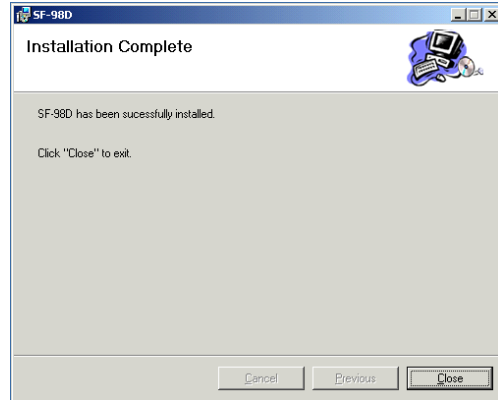 SF-98D
Installation Complete
SF-98D has been sucessfully installed.
Click "Close" to exit.
Cancel Previous Close